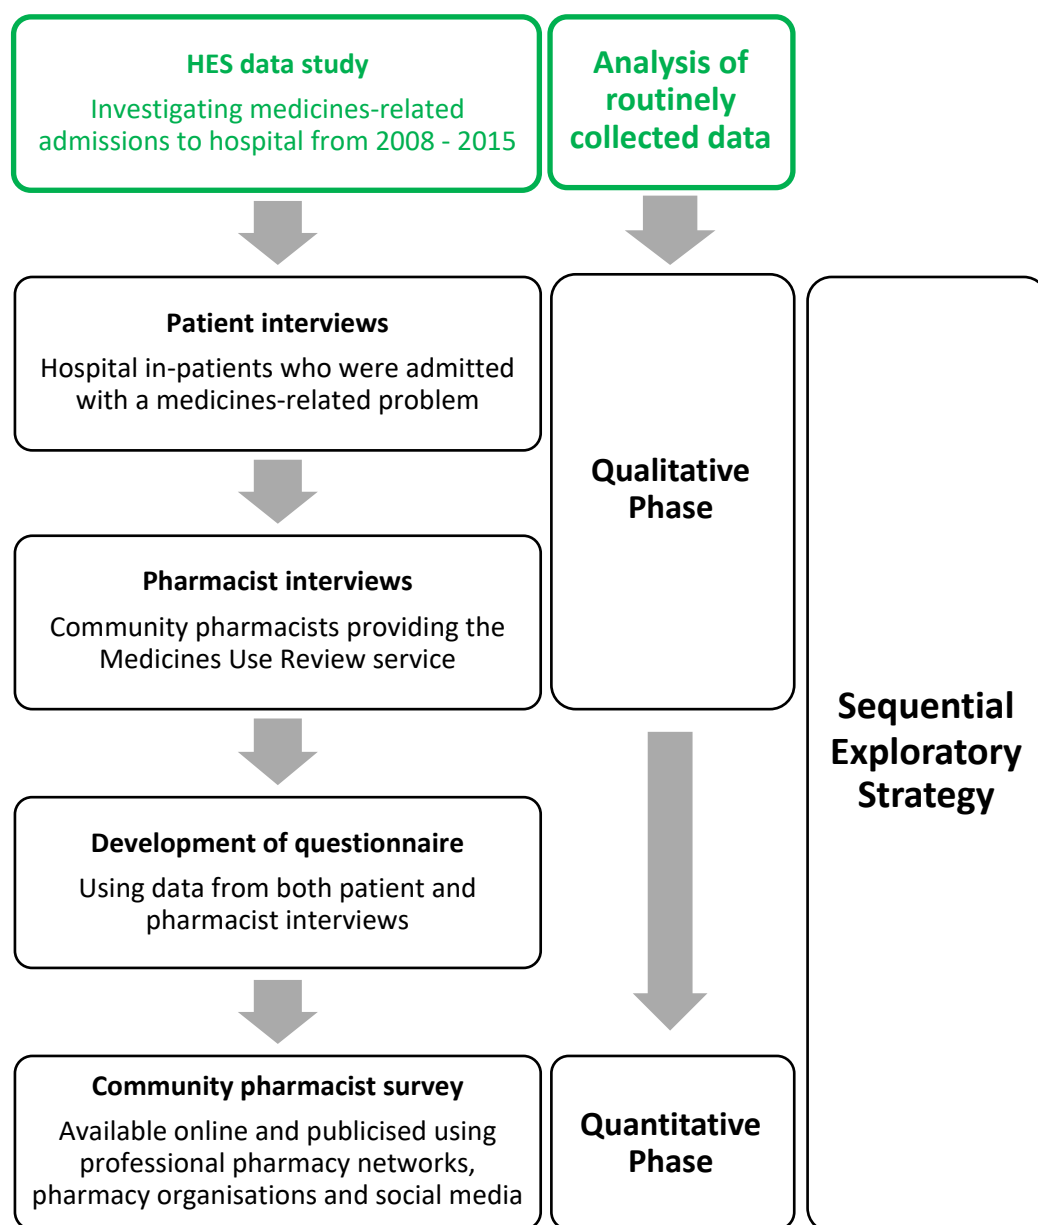 HES data study
Investigating medicines-related
admissions to hospital from 2008 - 2015
Analysis of
routinely
collected data
Patient interviews
Hospital in-patients who were admitted
with a medicines-related problem
Pharmacist interviews
Community pharmacists providing the
Medicines Use Review service
Qualitative
Phase
Development of questionnaire
Using data from both patient and
pharmacist interviews
Community pharmacist survey
Available online and publicised using
professional pharmacy networks,
pharmacy organisations and social media
Quantitative
Phase
Sequential
Exploratory
Strategy